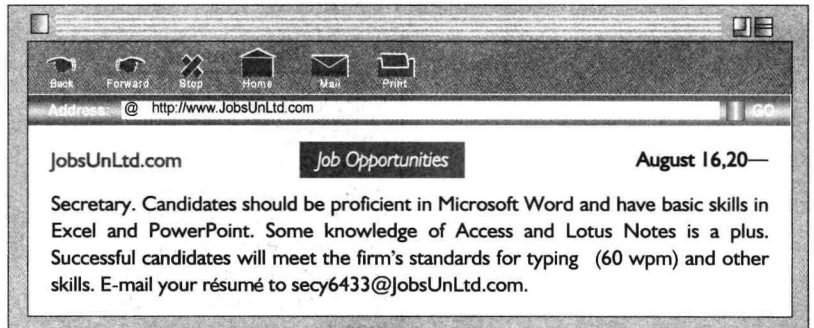 Back Forward Stop Home Mail Print
Address: @ http://www.JobsUnLtd.com GO
JobsUnLtd.com Job Opportunities August 16,20—
Secretary. Candidates should be proficient in Microsoft Word and have basic skills in
Excel and PowerPoint. Some knowledge of Access and Lotus Notes is a plus.
Successful candidates will meet the firm's standards for typing (60 wpm) and other
skills. E-mail your résumé to secy6433@JobsUnLtd.com.